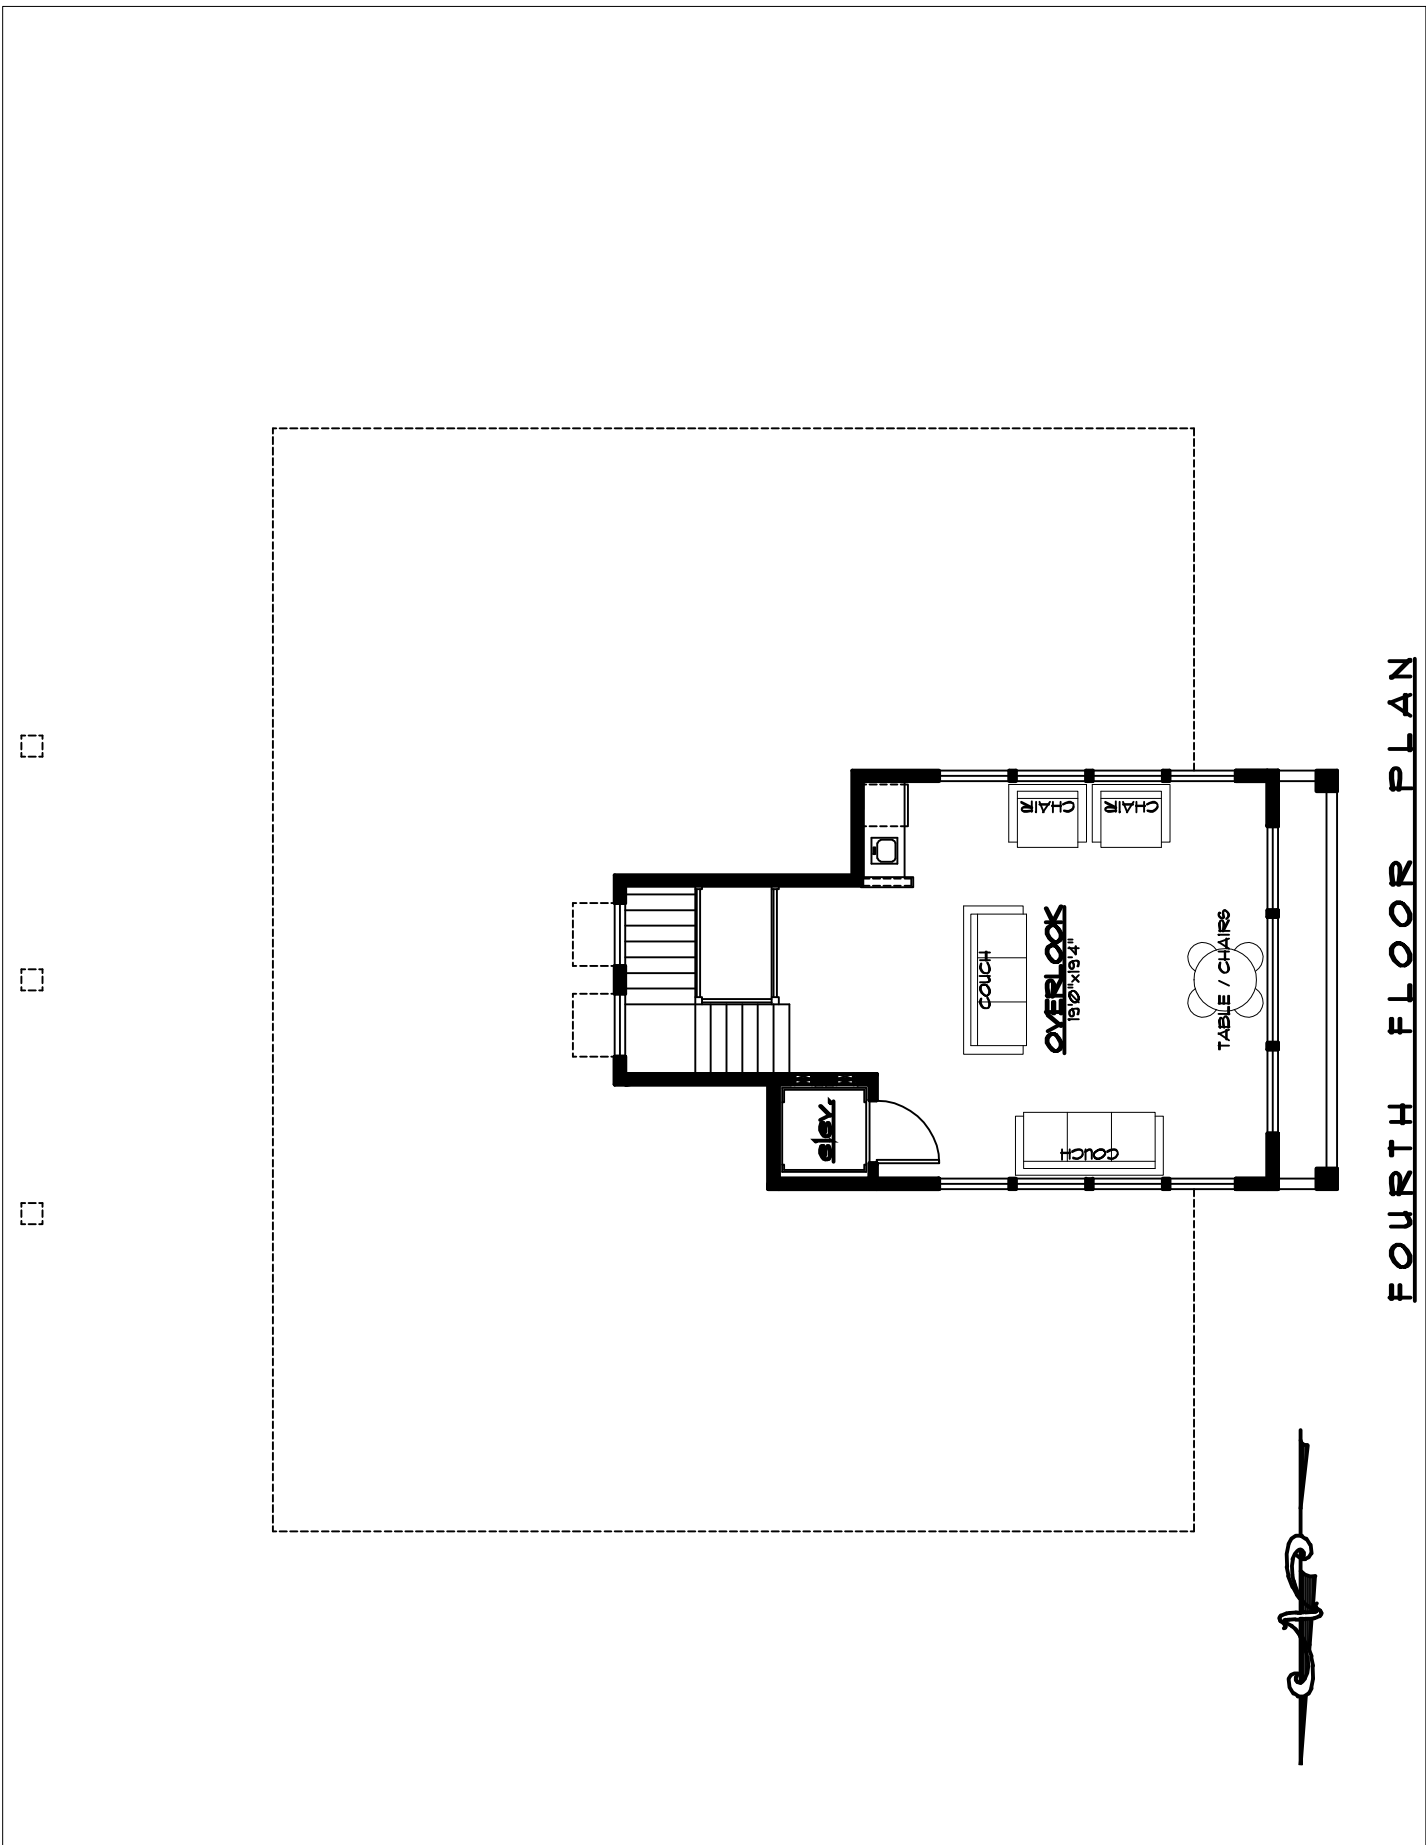 CHAIR
CHAIR
COUCH
OVERLOOK
19'0"x19'4"
TABLE / CHAIRS
elev.
COUCH
FOURTH FLOOR PLAN